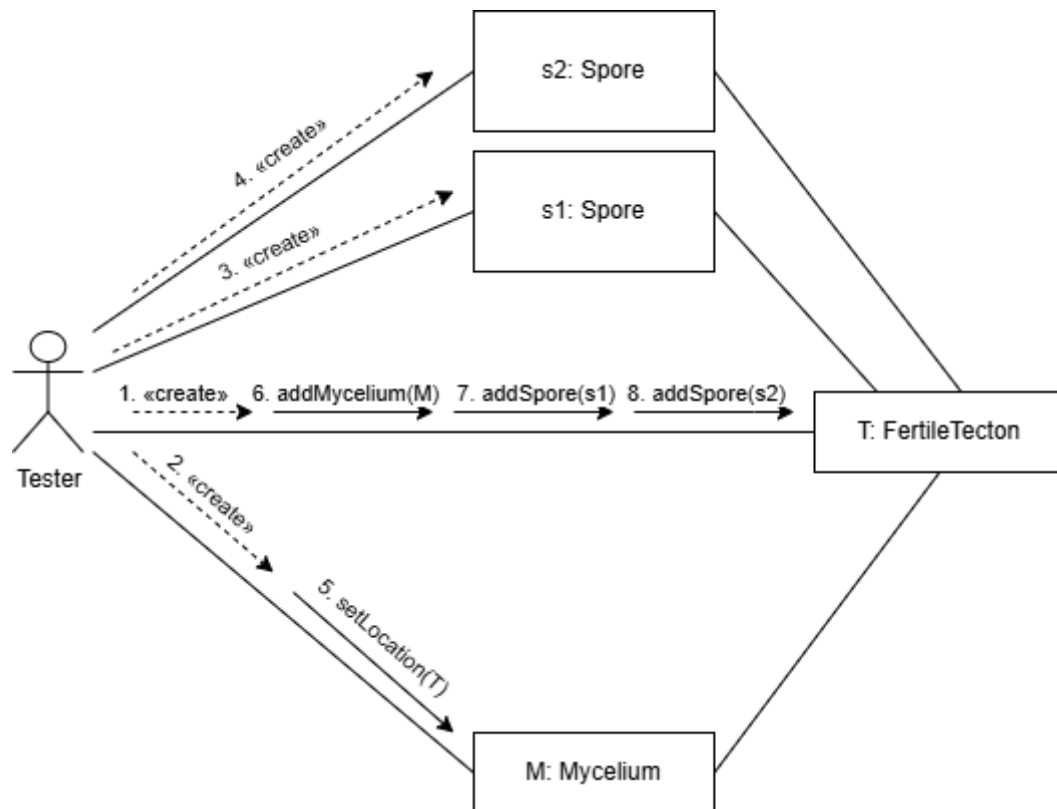 s2: Spore
4. «create»
s1: Spore
3. «create»
1. «create» 6. addMycelium(M) 7. addSpore(s1) 8. addSpore(s2)
T: FertileTecton
Tester
2. «create»
5. setLocation(T)
M: Mycelium